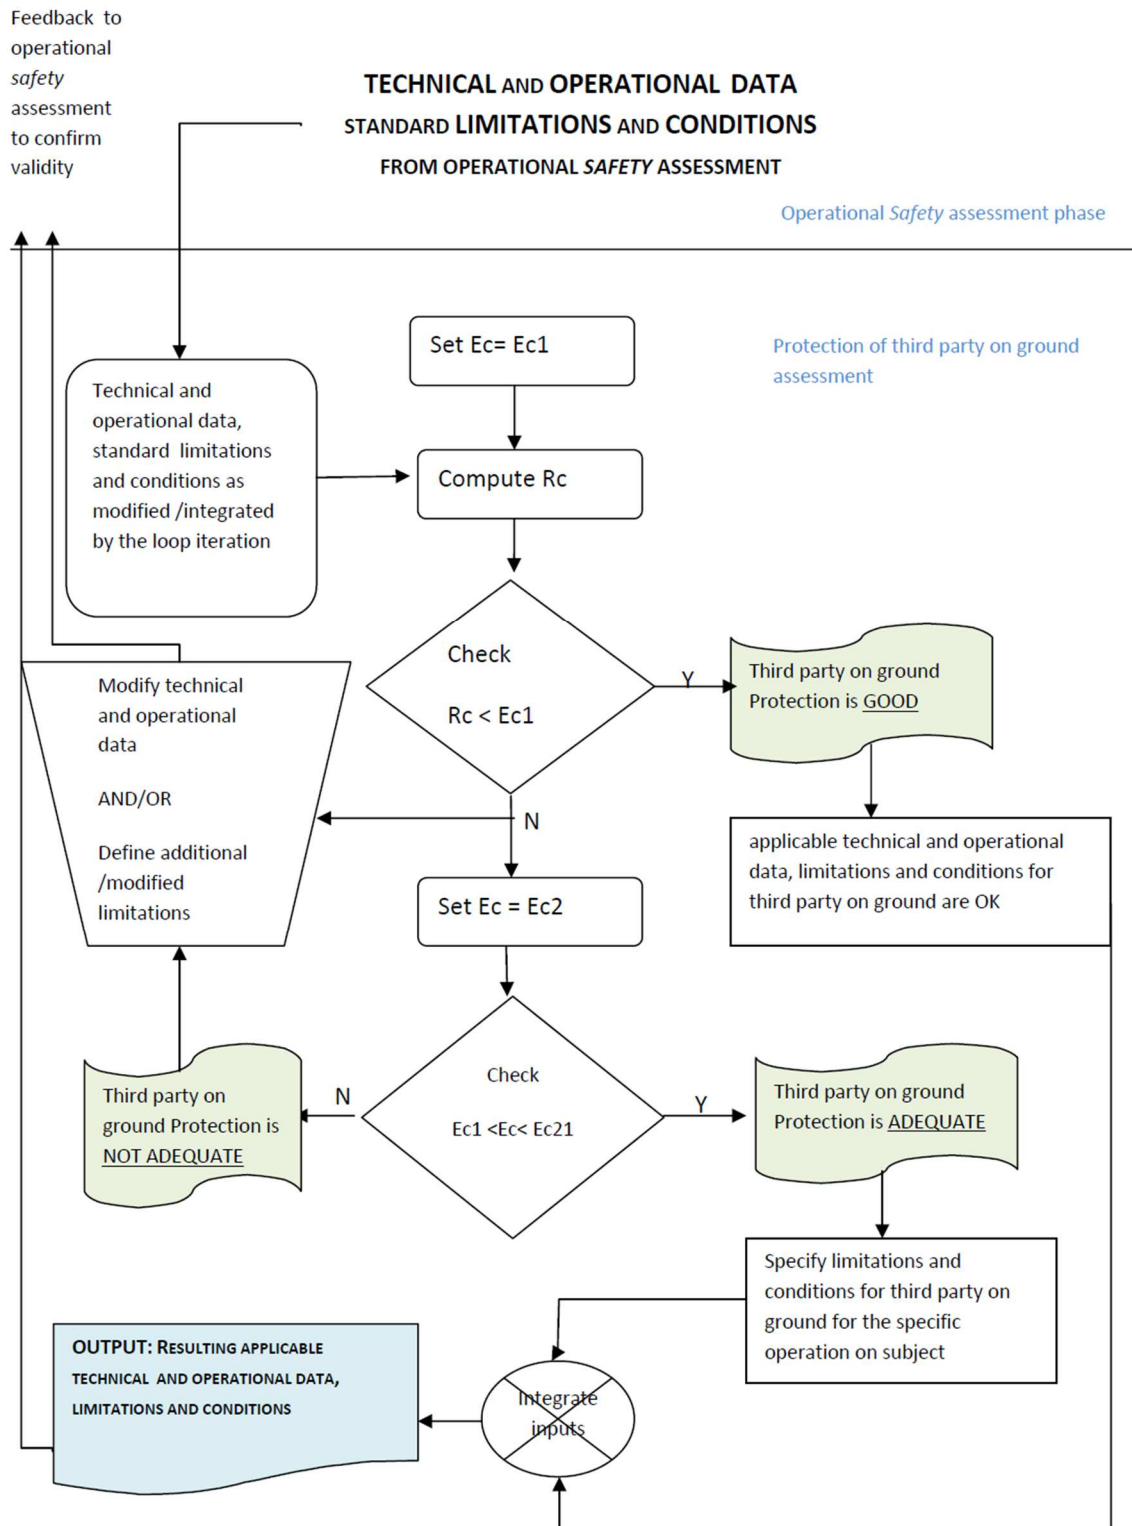 Feedback to
operational
safety
assessment
to confirm
validity
TECHNICAL AND OPERATIONAL DATA
STANDARD LIMITATIONS AND CONDITIONS
FROM OPERATIONAL SAFETY ASSESSMENT
Operational Safety assessment phase
Set Ec= Ec1
Protection of third party on ground
assessment
Technical and
operational data,
standard limitations
and conditions as
modified /integrated
by the loop iteration
Compute Rc
Check
Rc < Ec1
Y
Third party on ground
Protection is GOOD
Modify technical
and operational
data
AND/OR
Define additional
/modified
limitations
N
applicable technical and operational
data, limitations and conditions for
third party on ground are OK
Set Ec = Ec2
Check
Ec1 <Ec< Ec21
N
Third party on
ground Protection is
NOT ADEQUATE
Y
Third party on ground
Protection is ADEQUATE
Specify limitations and
conditions for third party on
ground for the specific
operation on subject
OUTPUT: RESULTING APPLICABLE
TECHNICAL AND OPERATIONAL DATA,
LIMITATIONS AND CONDITIONS
Integrate
inputs